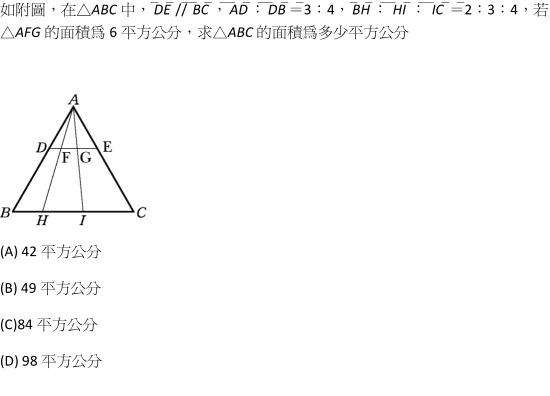 如附圖，在△ABC 中，DE // BC，AD：DB＝3：4，BH： HI： IC＝2：3：4，若
△AFG 的面積為 6 平方公分，求△ABC 的面積為多少平方公分
A
D
F
G
E
B
H
I
C
(A) 42 平方公分
(B) 49 平方公分
(C)84 平方公分
(D) 98 平方公分